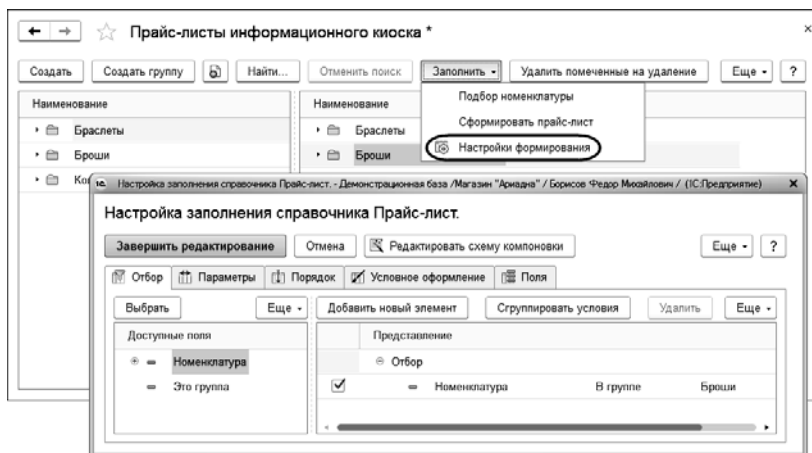 Прайс-листы информационного киоска *
Создать Создать группу Найти... Отменить поиск Заполнить Удалить помеченные на удаление Еще ?
Наименование Наименование Подбор номенклатуры
Браслеты Браслеты Сформировать прайс-лист
Броши Броши Настройки формирования
Ко
Настройка заполнения справочника Прайс-лист. - Демонстрационная база /Магазин "Ариадна" / Борисов Федор Михайлович / (1С:Предприятие)
Настройка заполнения справочника Прайс-лист.
Завершить редактирование Отмена Редактировать схему компоновки Еще ?
Отбор Параметры Порядок Условное оформление Поля
Выбрать Еще Добавить новый элемент Сгруппировать условия Удалить Еще
Доступные поля Представление
Номенклатура Отбор
Это группа Номенклатура В группе Броши